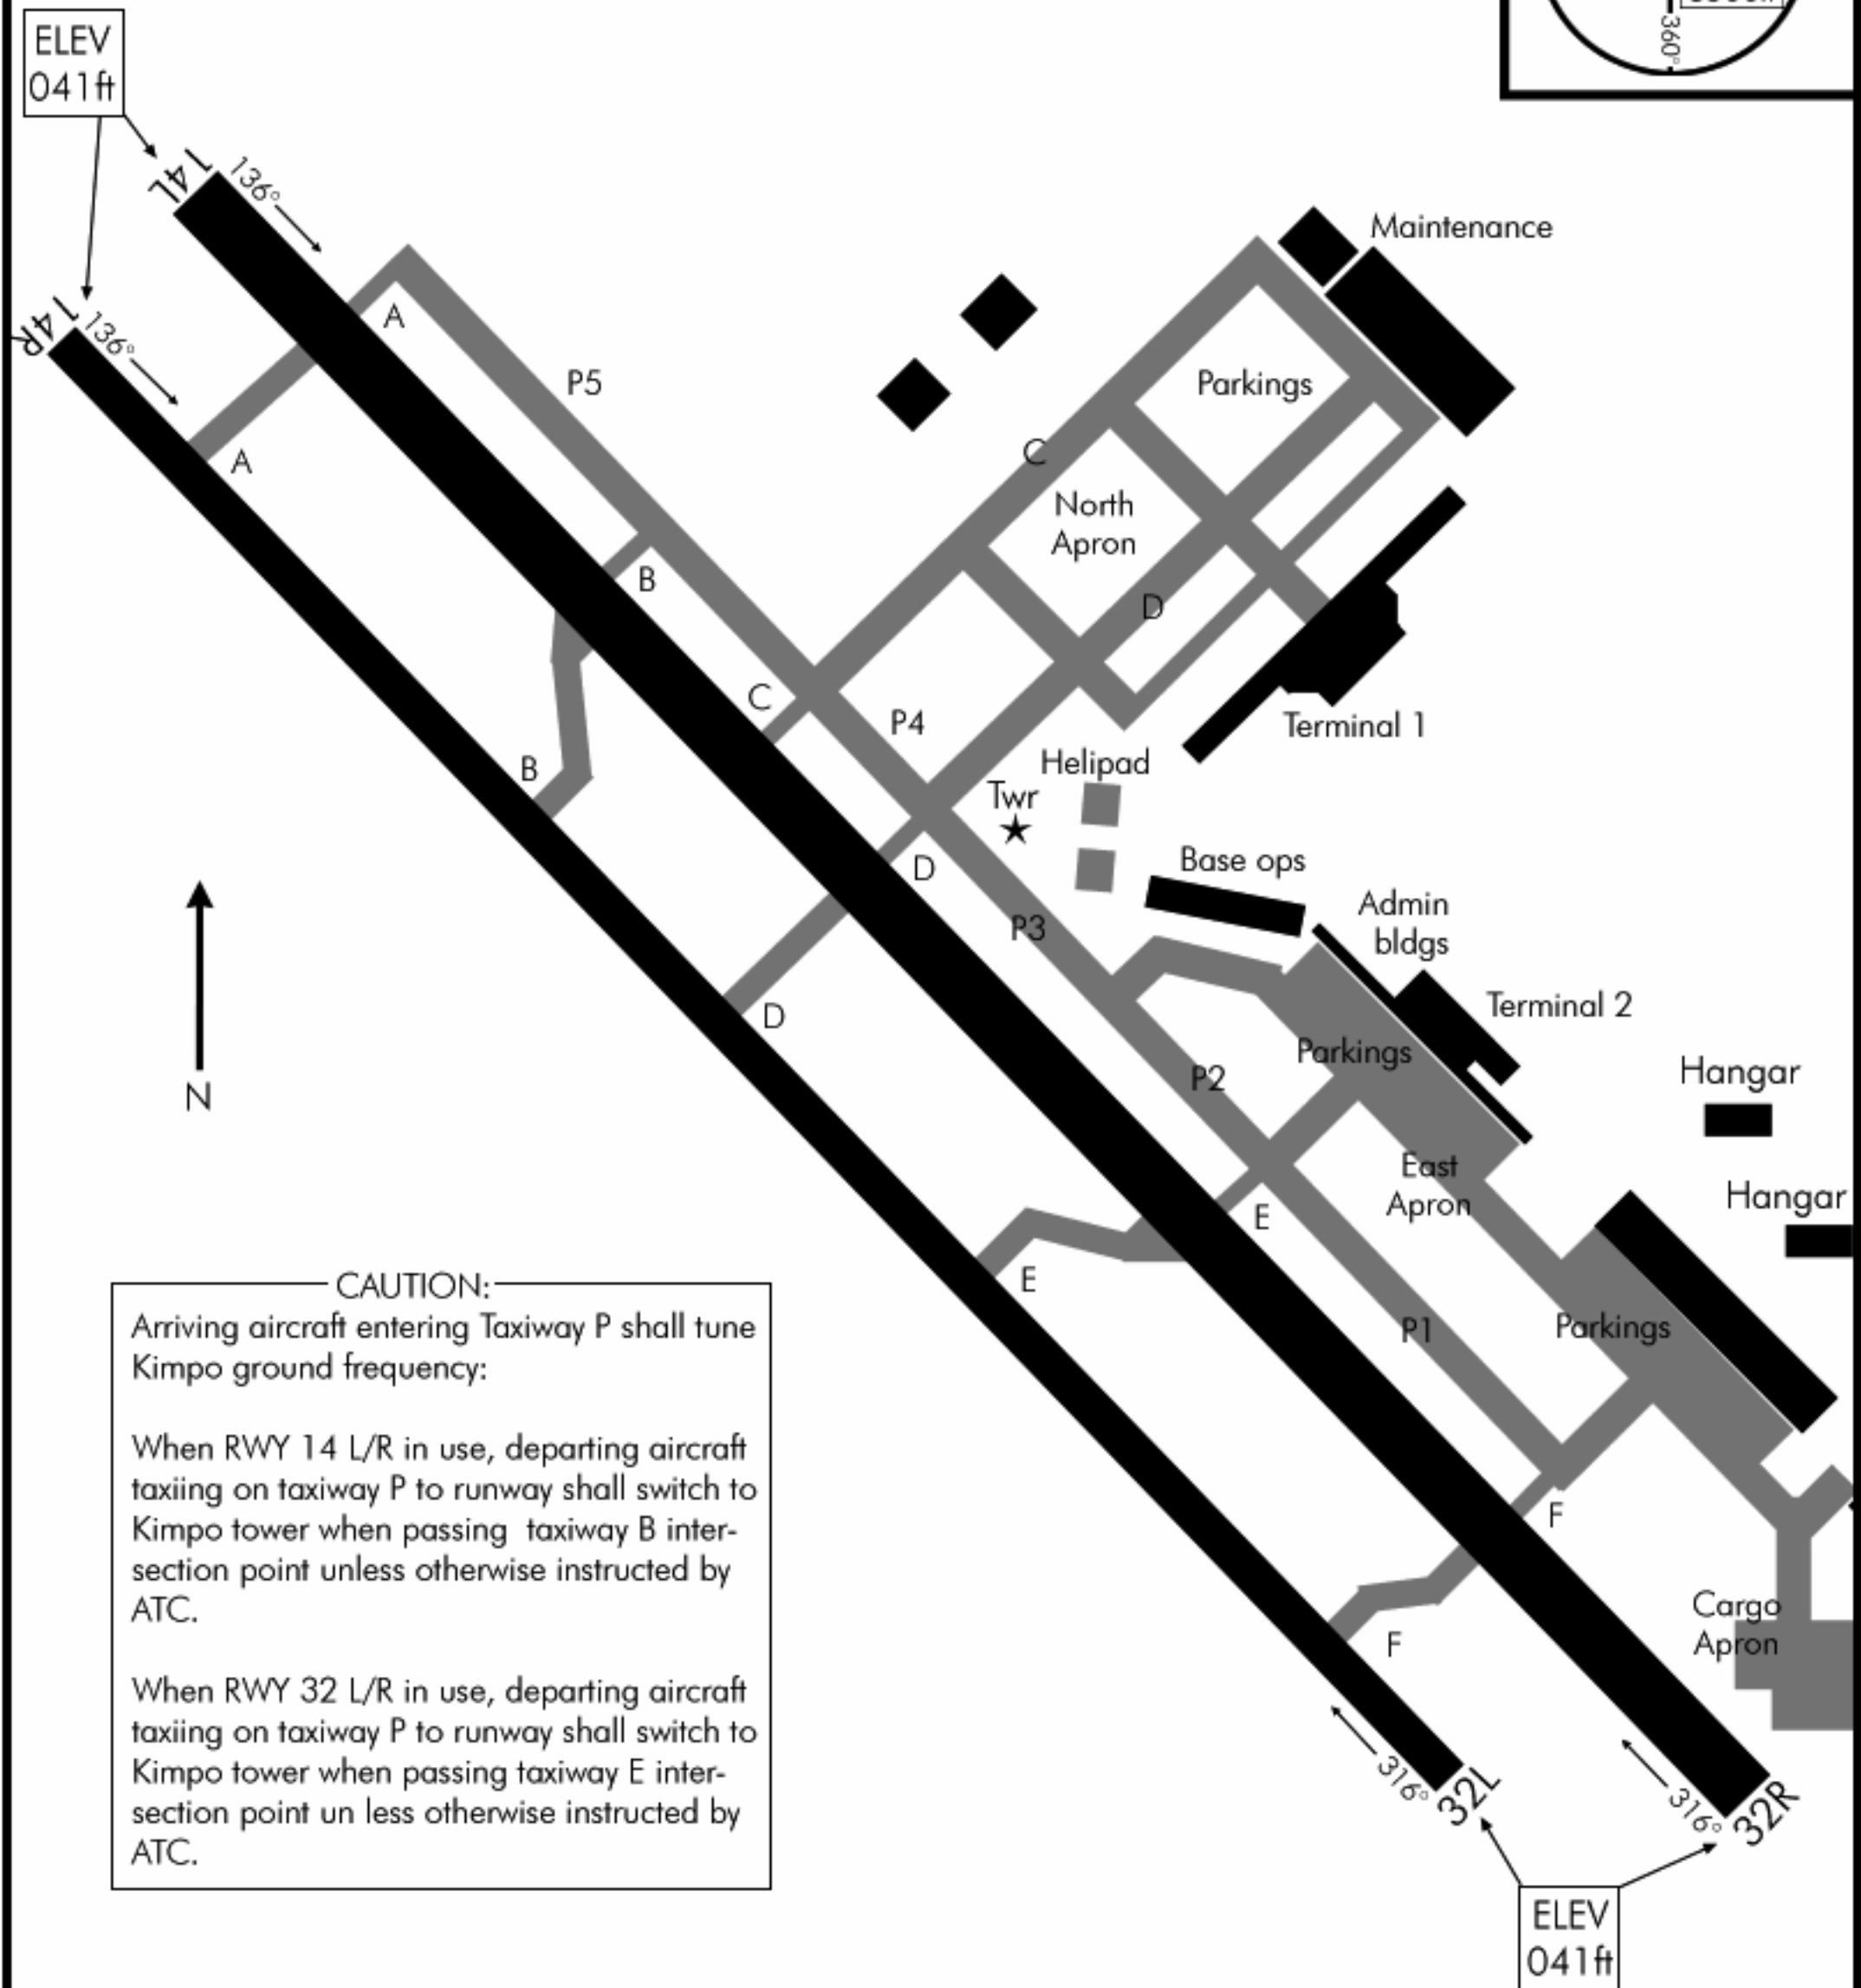 ELEV
041ft
360°
14L
136°
14R
136°
Maintenance
A
P5
Parkings
A
C
North
Apron
B
D
C
P4
Terminal 1
B
Helipad
Twr
D
Base ops
P3
Admin
bldgs
D
Terminal 2
N
Parkings
P2
Hangar
East
Apron
Hangar
E
E
P1
Parkings
CAUTION:
Arriving aircraft entering Taxiway P shall tune
Kimpo ground frequency:
When RWY 14 L/R in use, departing aircraft
taxiing on taxiway P to runway shall switch to
Kimpo tower when passing taxiway B inter-
section point unless otherwise instructed by
ATC.
When RWY 32 L/R in use, departing aircraft
taxiing on taxiway P to runway shall switch to
Kimpo tower when passing taxiway E inter-
section point un less otherwise instructed by
ATC.
F
F
Cargo
Apron
316°
32L
316°
32R
ELEV
041ft